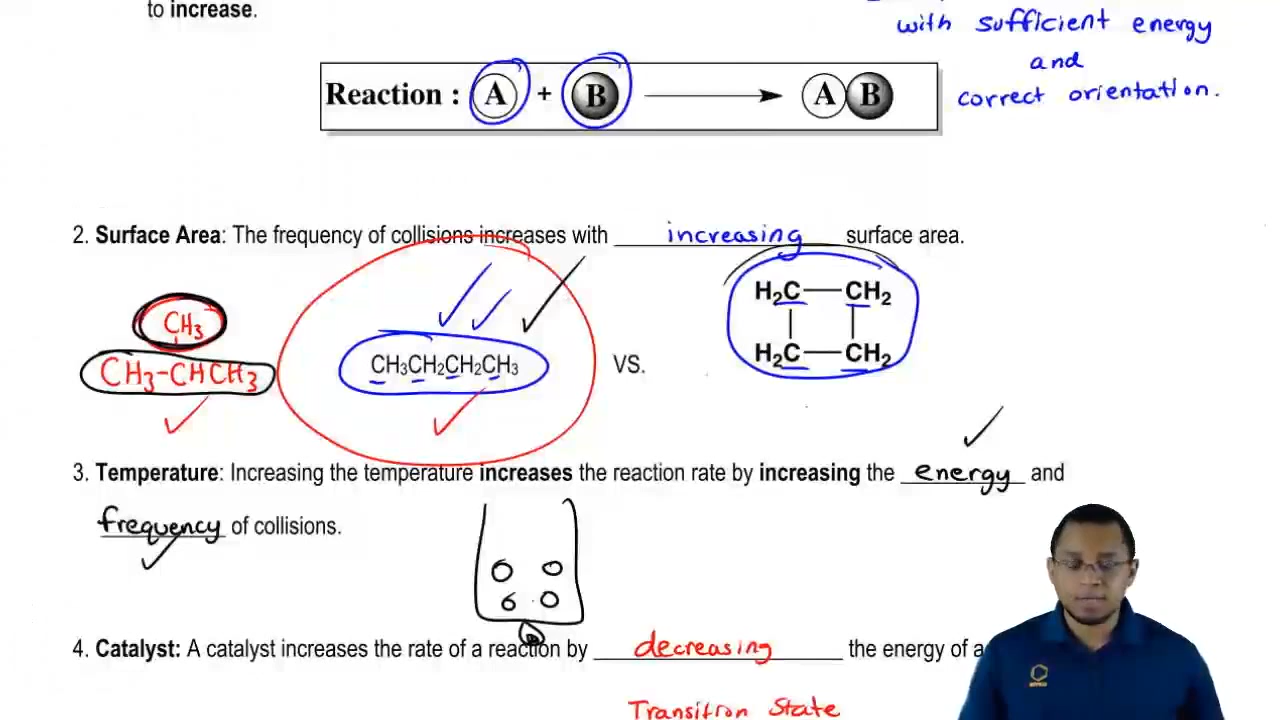 to increase.
with sufficient energy
and
correct orientation.
Reaction : A + B → A B
2. Surface Area: The frequency of collisions increases with increasing surface area.
CH3
CH3-CHCH3
CH3CH2CH2CH3
VS.
H2C—CH2
H2C—CH2
3. Temperature: Increasing the temperature increases the reaction rate by increasing the energy and
frequency of collisions.
4. Catalyst: A catalyst increases the rate of a reaction by decreasing the energy of a
Transition State